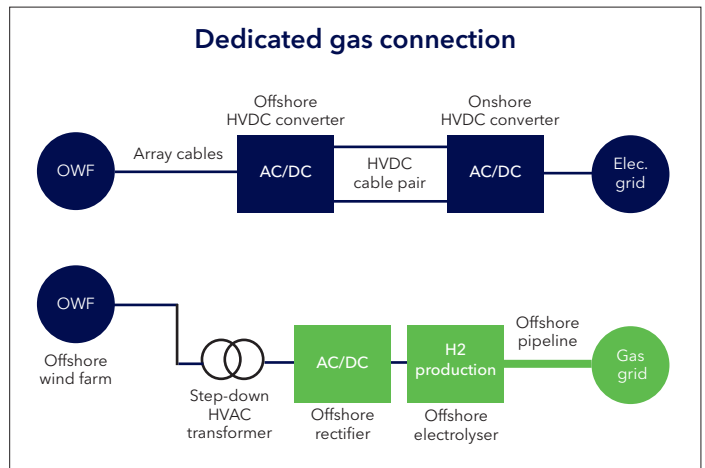 Dedicated gas connection
Offshore
HVDC converter
Onshore
HVDC converter
OWF
Array cables
AC/DC
HVDC
cable pair
AC/DC
Elec.
grid
OWF
Offshore
wind farm
Step-down
HVAC
transformer
AC/DC
Offshore
rectifier
H2
production
Offshore
electrolyser
Offshore
pipeline
Gas
grid